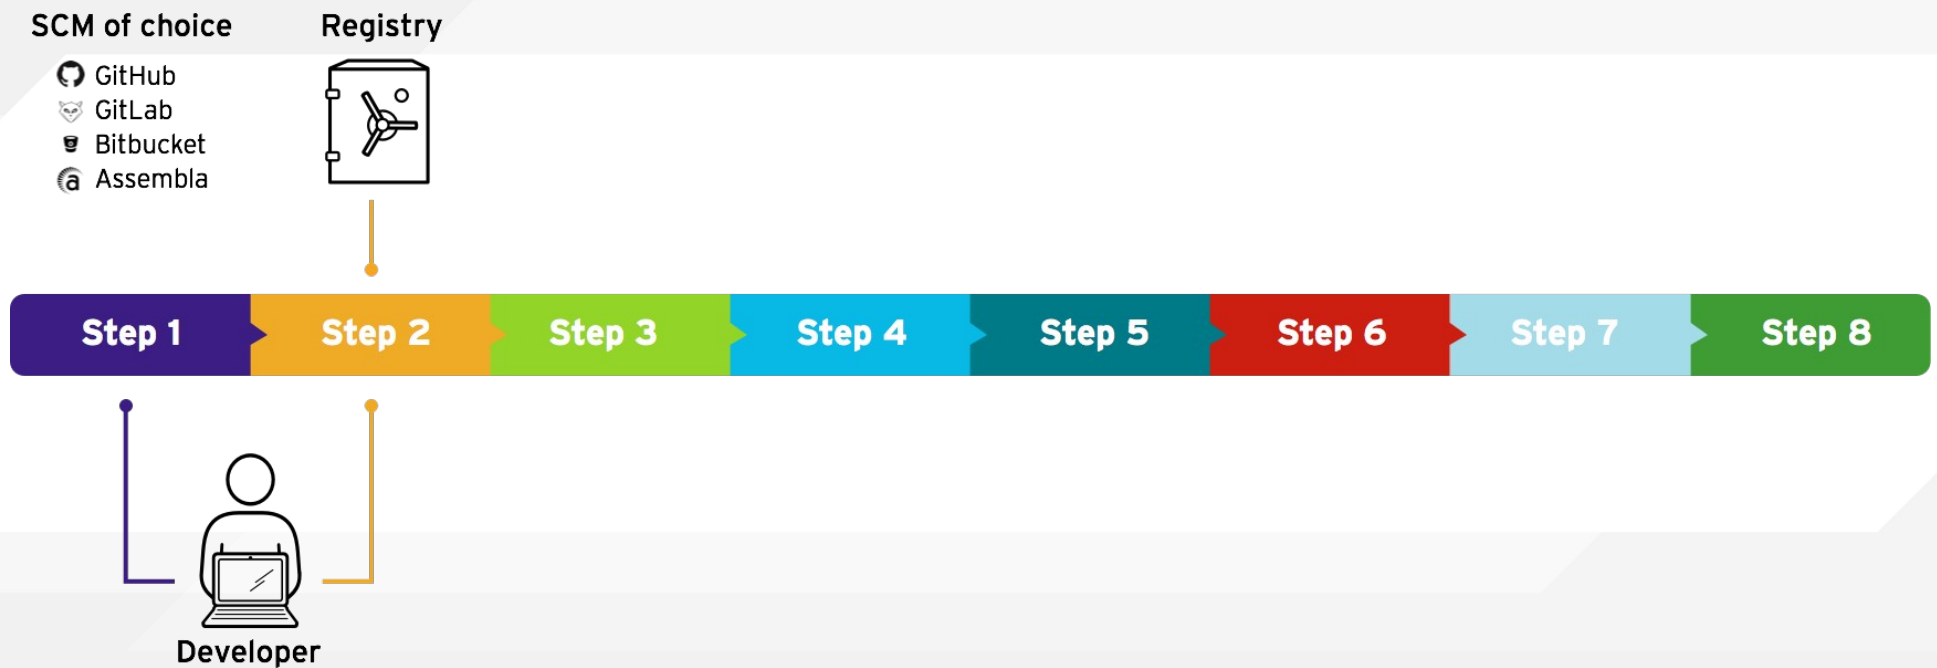 SCM of choice
GitHub
GitLab
Bitbucket
Assembla
Registry
Step 1
Step 2
Step 3
Step 4
Step 5
Step 6
Step 7
Step 8
Developer